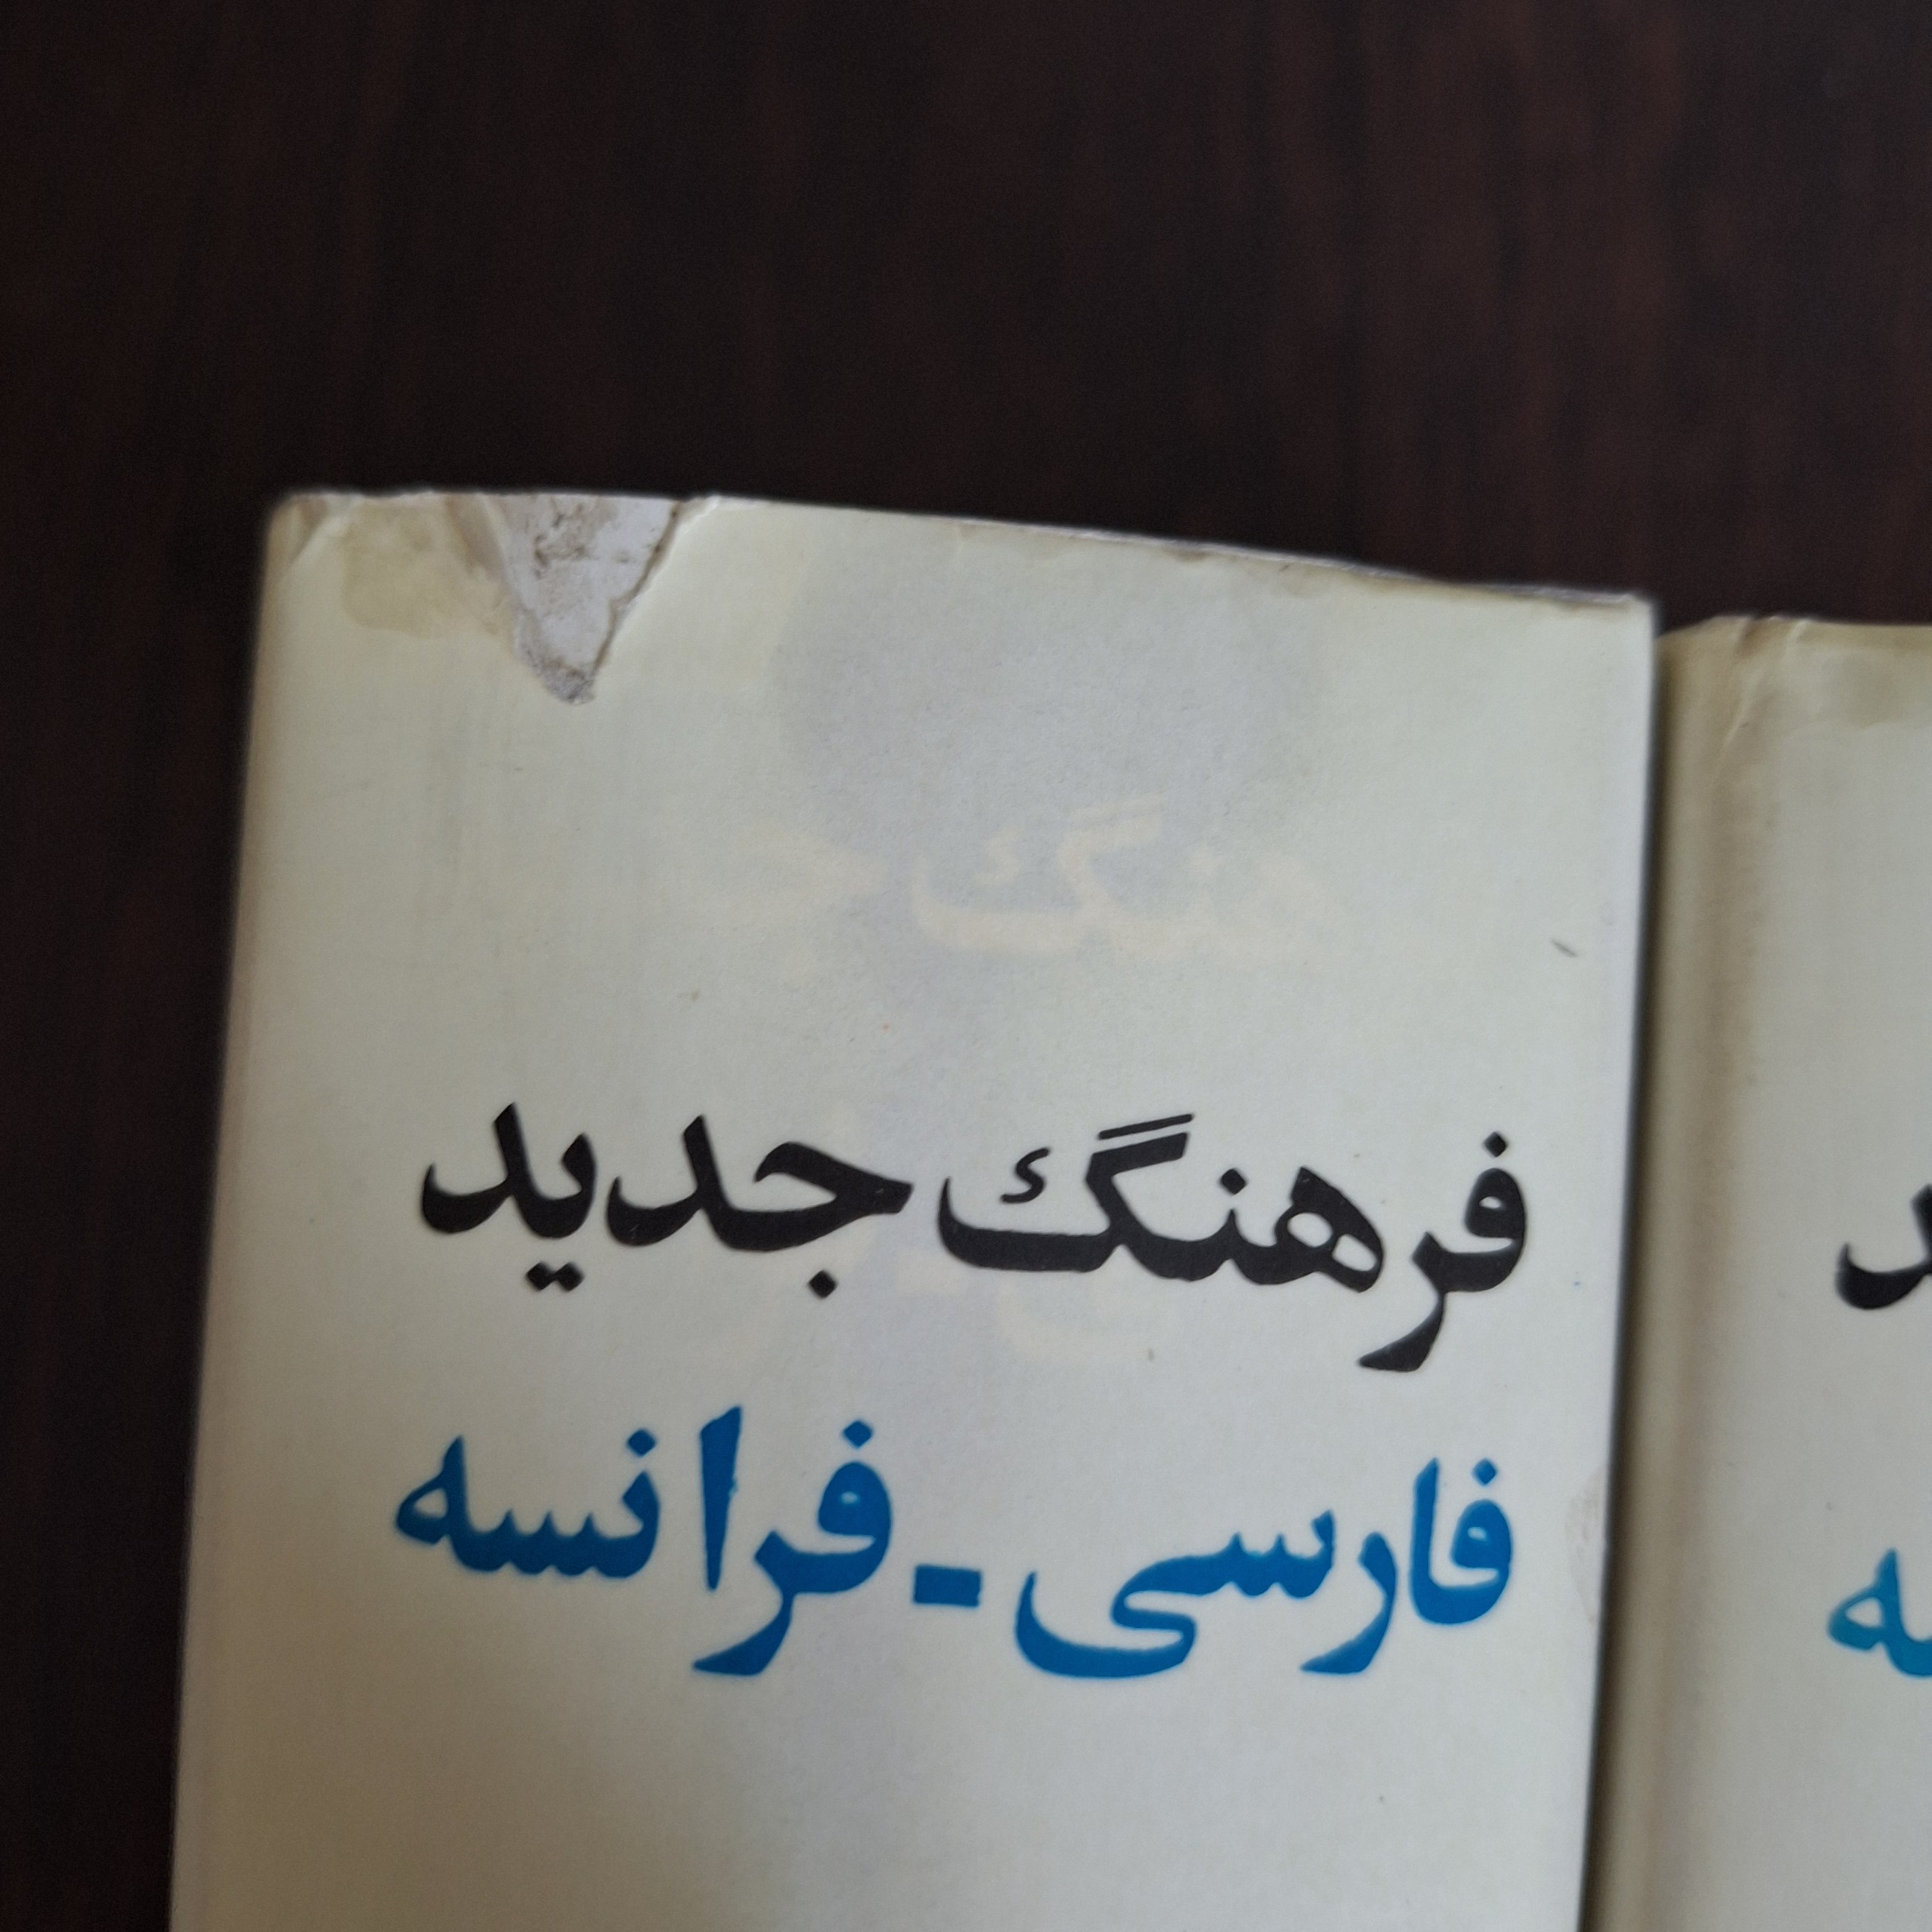 فرهنگ جدید
فارسی - فرانسه